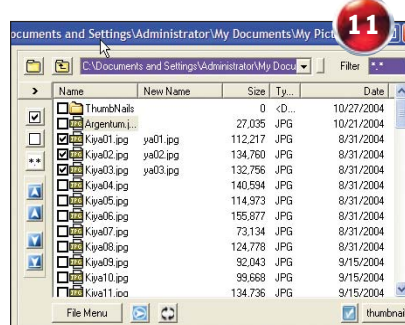 ocuments and Settings\Administrator\My Documents\My Pict
11
C:\Documents and Settings\Administrator\My Docu Filter *.*
> Name New Name Size Ty... Date
ThumbNails 0 <D... 10/27/2004
Argentum.j... 27,035 JPG 10/21/2004
Kiya01.jpg ya01.jpg 112,217 JPG 8/31/2004
Kiya02.jpg ya02.jpg 134,760 JPG 8/31/2004
*.* Kiya03.jpg ya03.jpg 132,756 JPG 8/31/2004
Kiya04.jpg 140,594 JPG 8/31/2004
Kiya05.jpg 114,973 JPG 8/31/2004
Kiya06.jpg 155,877 JPG 8/31/2004
Kiya07.jpg 73,134 JPG 8/31/2004
Kiya08.jpg 124,778 JPG 8/31/2004
Kiya09.jpg 92,043 JPG 9/15/2004
Kiya10.jpg 99,668 JPG 9/15/2004
Kiya11.jpg 134,736 JPG 9/15/2004
File Menu thumbnai